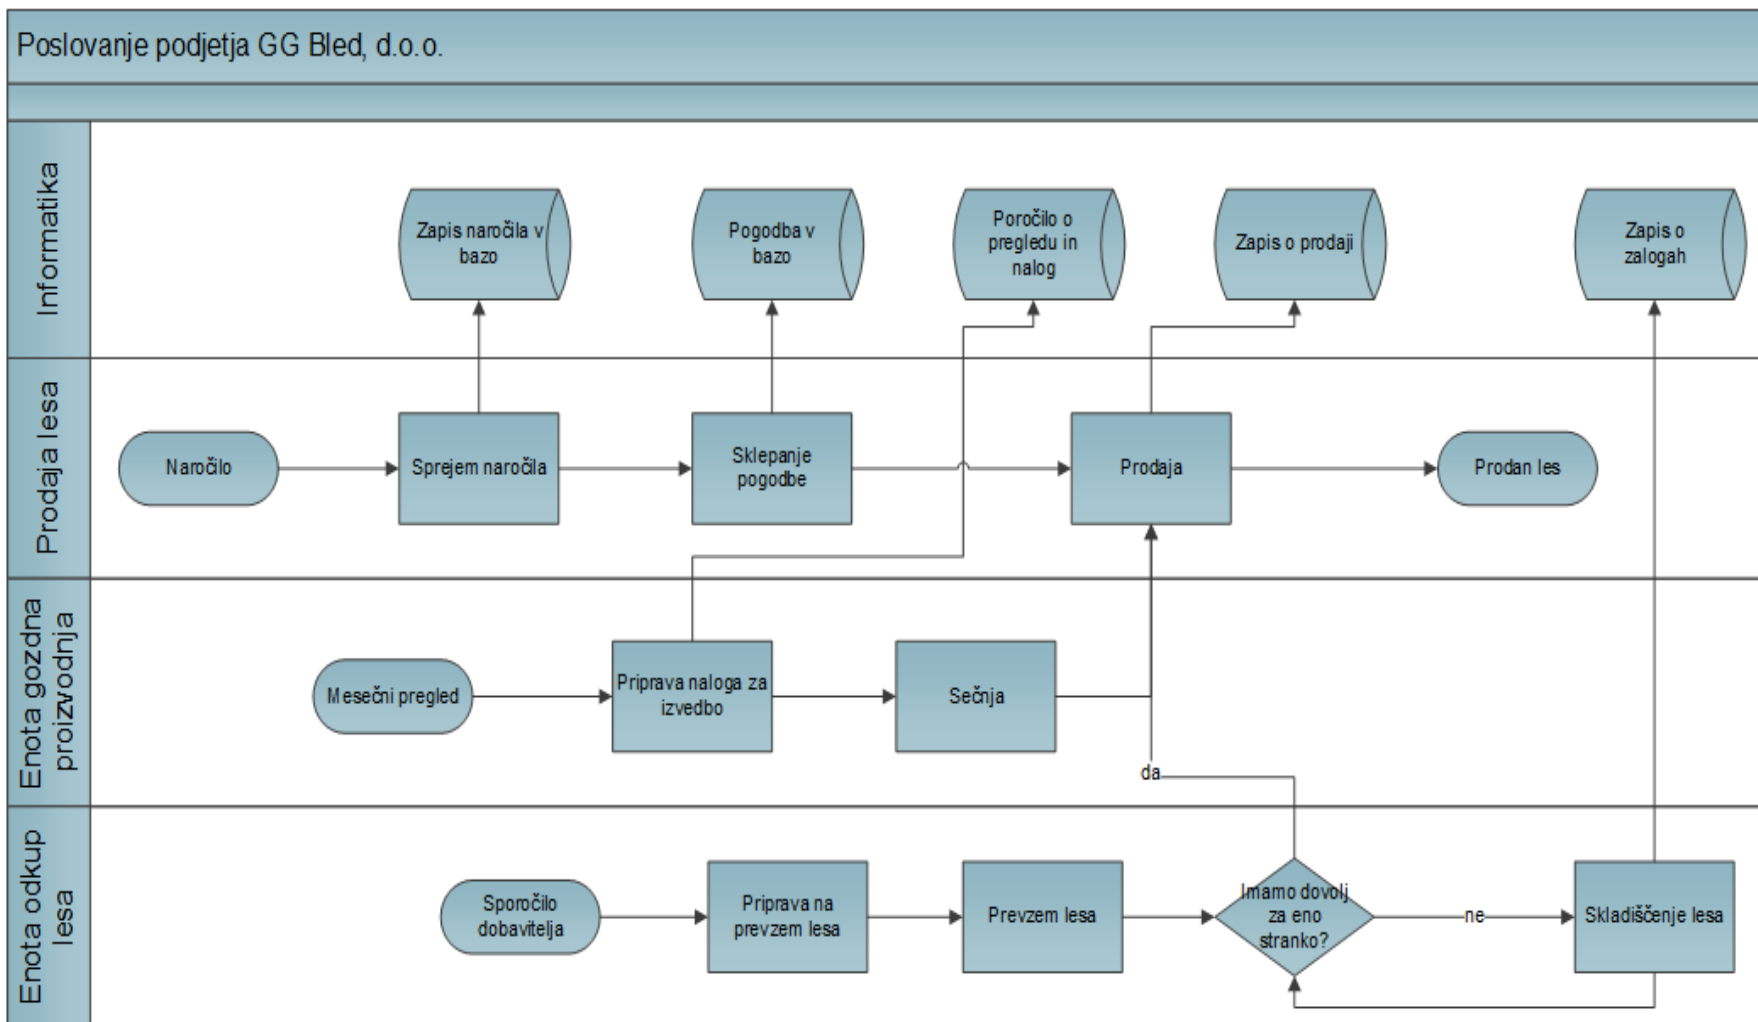 Poslovanje podjetja GG Bled, d.o.o.
Informatika
Zapis naročila v
bazo
Pogodba v
bazo
Poročilo o
pregledu in
nalog
Zapis o prodaji
Zapis o
zalogah
Prodaja lesa
Naročilo
Sprejem naročila
Sklepanje
pogodbe
Prodaja
Prodan les
Enota gozdna
proizvodnja
Mesečni pregled
Priprava naloga za
izvedbo
Sečnja
da
Enota odkup
lesa
Sporočilo
dobavitelja
Priprava na
prevzem lesa
Prevzem lesa
Imamo dovolj
za eno
stranko?
ne
Skladiščenje lesa